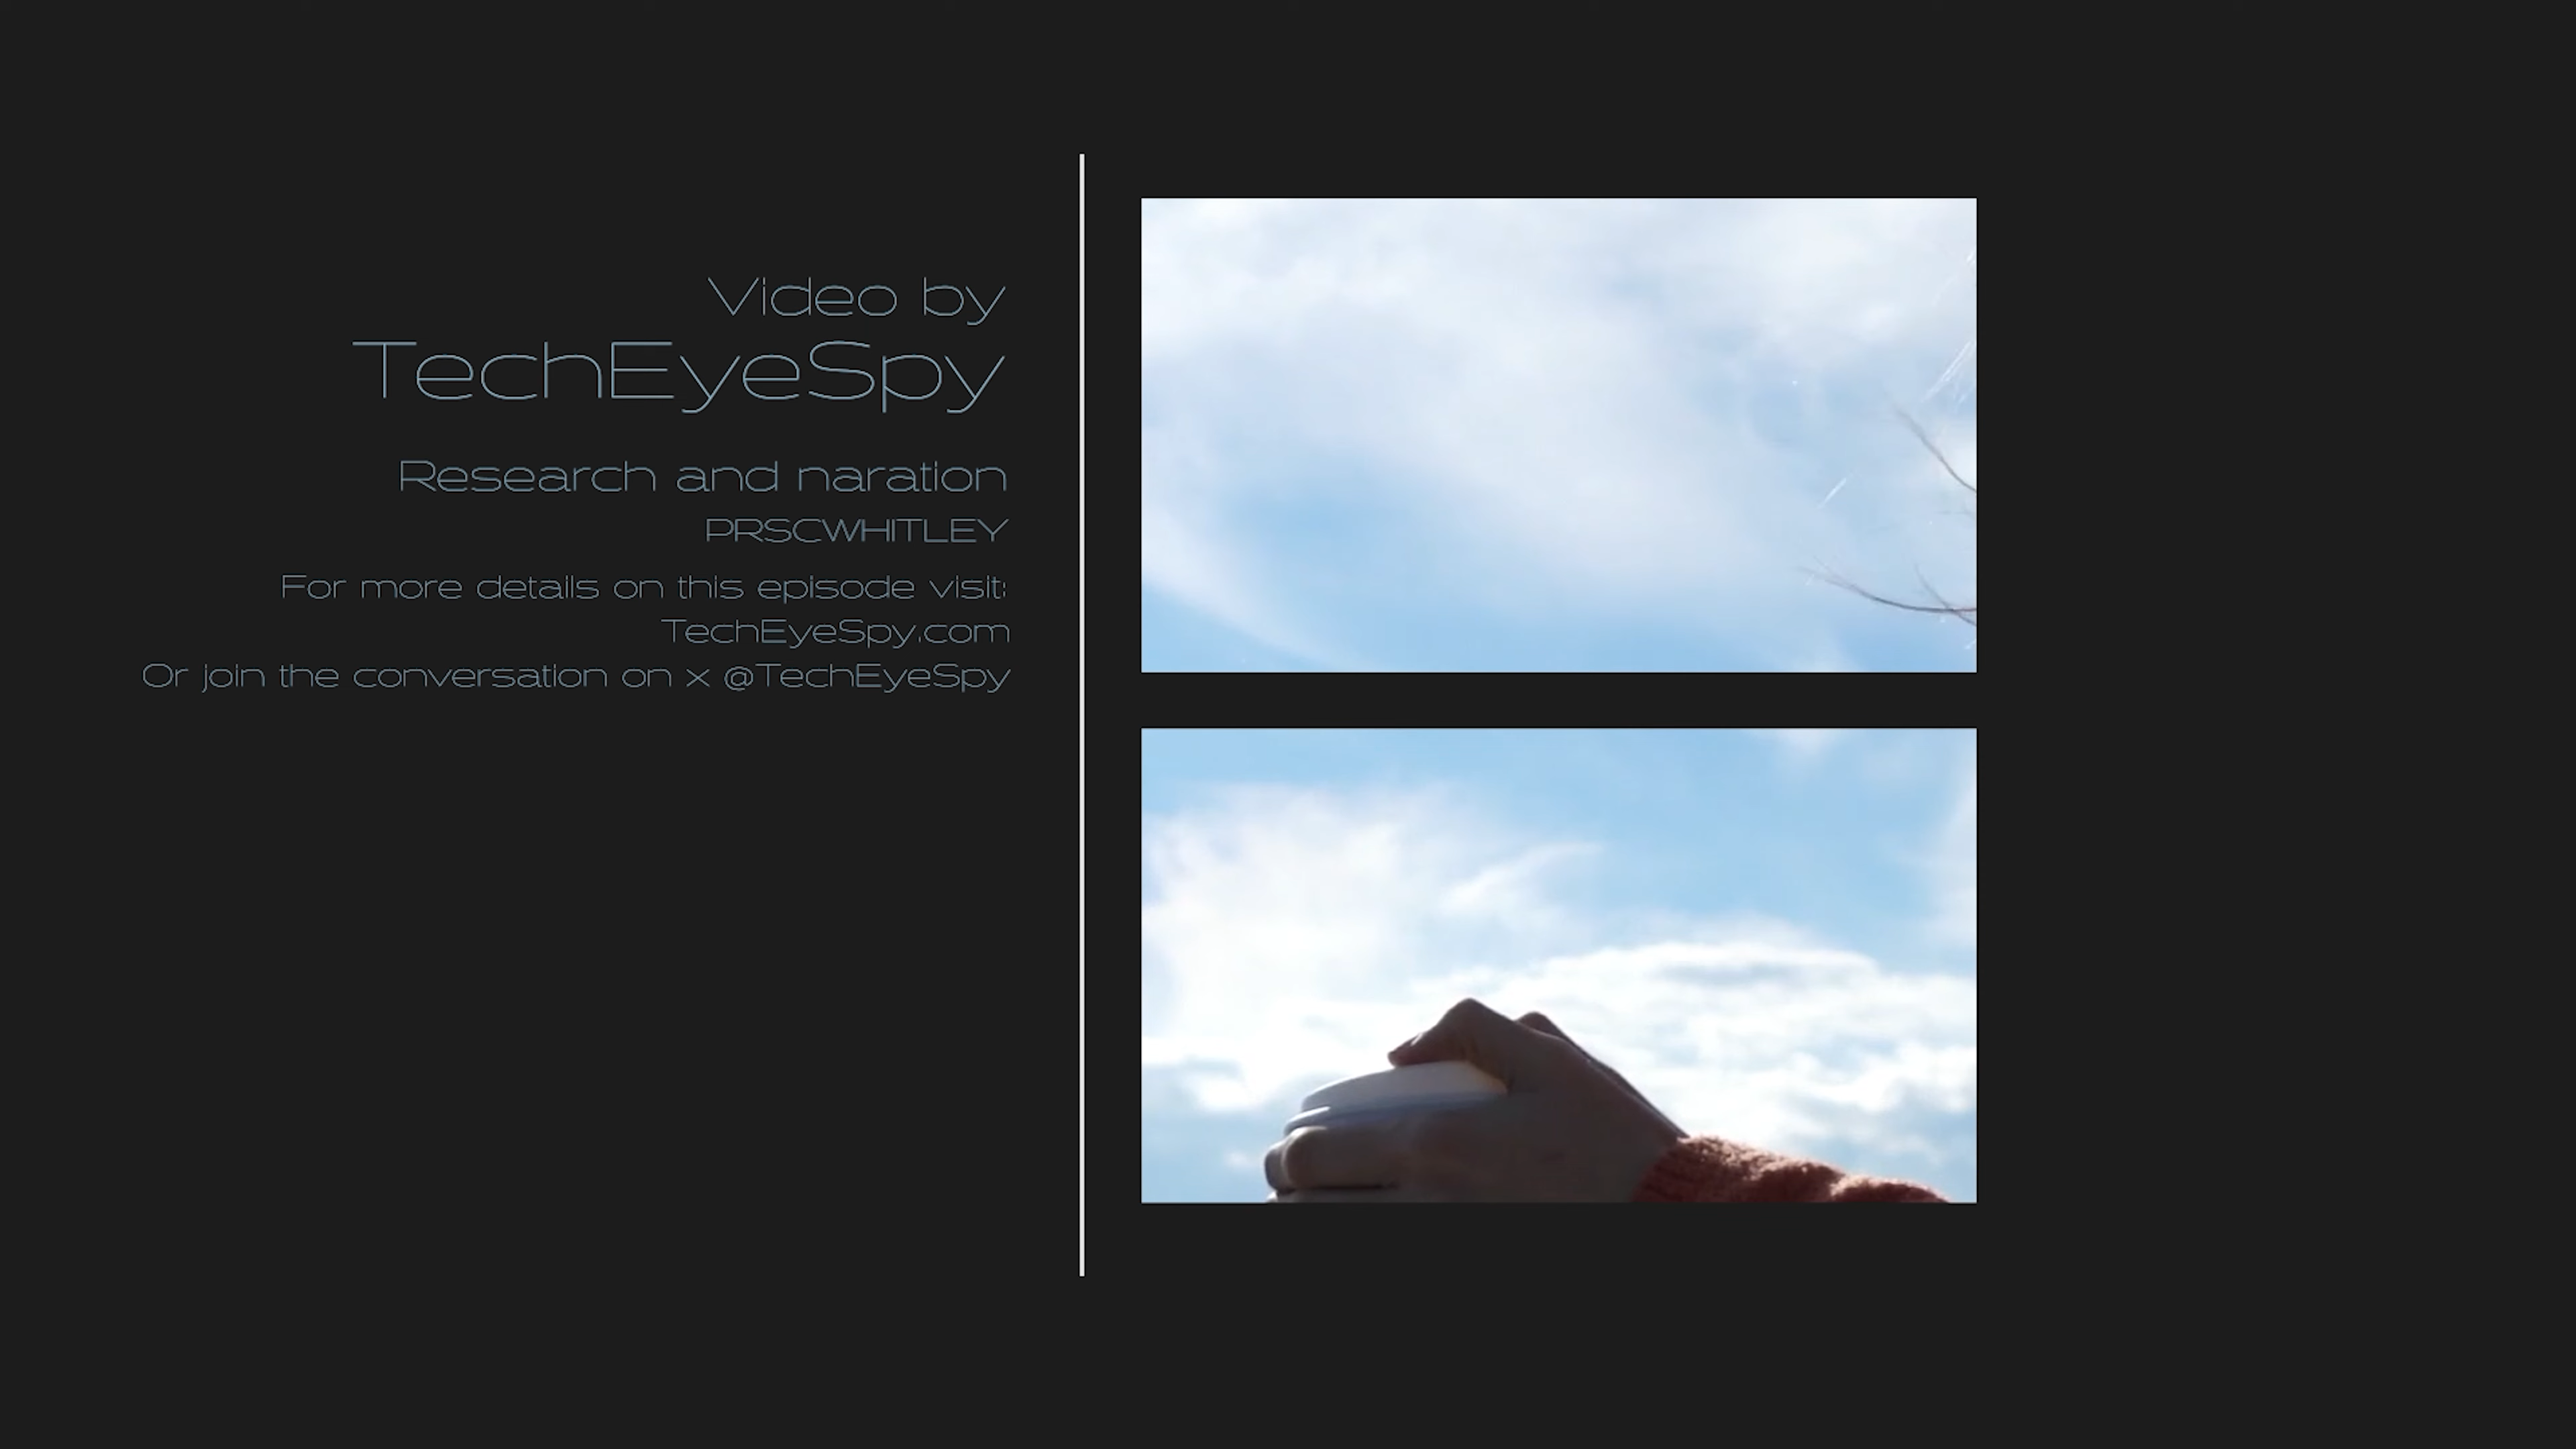 Video by
TechEyeSpy
Research and naration
PRSCWHITLEY
For more details on this episode visit:
TechEyeSpy.com
Or join the conversation on x @TechEyeSpy